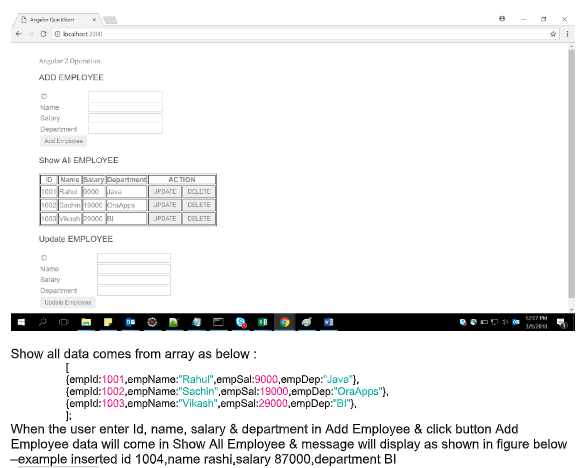 Angular QuickStart
localhost:3000
Angular 2 Operation
ADD EMPLOYEE
ID
Name
Salary
Department
Add Employee
Show All EMPLOYEE
ID Name Salary Department ACTION
1001 Rahul 9000 Java UPDATE DELETE
1002 Sachin 19000 OraApps UPDATE DELETE
1003 Vikash 29000 BI UPDATE DELETE
Update EMPLOYEE
ID
Name
Salary
Department
Update Employee
12:07 PM
3/5/2018
Show all data comes from array as below :
[
{empId:1001,empName:"Rahul",empSal:9000,empDep:"Java"},
{empId:1002,empName:"Sachin",empSal:19000,empDep:"OraApps"},
{empId:1003,empName:"Vikash",empSal:29000,empDep:"BI"},
];
When the user enter Id, name, salary & department in Add Employee & click button Add
Employee data will come in Show All Employee & message will display as shown in figure below
–example inserted id 1004,name rashi,salary 87000,department BI